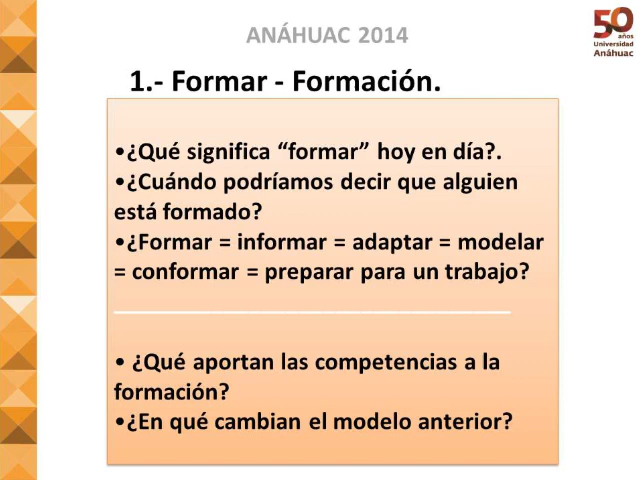 ANÁHUAC 2014
50
años
Universidad
Anáhuac
1.- Formar - Formación.
•¿Qué significa “formar” hoy en día?.
•¿Cuándo podríamos decir que alguien
está formado?
•¿Formar = informar = adaptar = modelar
= conformar = preparar para un trabajo?
• ¿Qué aportan las competencias a la
formación?
•¿En qué cambian el modelo anterior?